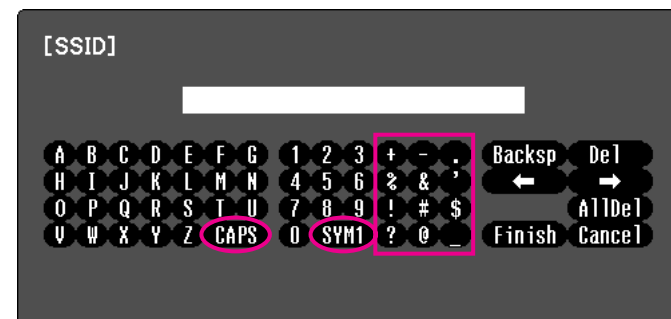 [SSID]
A B C D E F G 1 2 3 + - . Backsp Del
H I J K L M N 4 5 6 % & ’ ← →
O P Q R S T U 7 8 9 ! # $ AllDel
V W X Y Z CAPS 0 SYM1 ? @ _ Finish Cancel